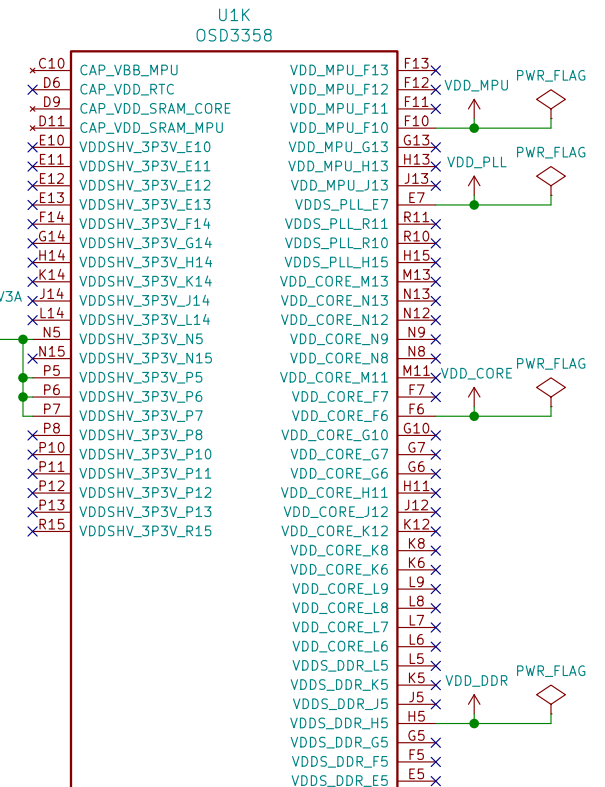 U1K
OSD3358
C10 CAP_VBB_MPU VDD_MPU_F13 F13
D6 CAP_VDD_RTC VDD_MPU_F12 F12 VDD_MPU PWR_FLAG
D9 CAP_VDD_SRAM_CORE VDD_MPU_F11 F11
D11 CAP_VDD_SRAM_MPU VDD_MPU_F10 F10
E10 VDDSHV_3P3V_E10 VDD_MPU_G13 G13
E11 VDDSHV_3P3V_E11 VDD_MPU_H13 H13 VDD_PLL PWR_FLAG
E12 VDDSHV_3P3V_E12 VDD_MPU_J13 J13
E13 VDDSHV_3P3V_E13 VDDS_PLL_E7 E7
F14 VDDSHV_3P3V_F14 VDDS_PLL_R11 R11
G14 VDDSHV_3P3V_G14 VDDS_PLL_R10 R10
H14 VDDSHV_3P3V_H14 VDDS_PLL_H15 H15
K14 VDDSHV_3P3V_K14 VDD_CORE_M13 M13
V3A J14 VDDSHV_3P3V_J14 VDD_CORE_N13 N13
L14 VDDSHV_3P3V_L14 VDD_CORE_N12 N12
N5 VDDSHV_3P3V_N5 VDD_CORE_N9 N9
N15 VDDSHV_3P3V_N15 VDD_CORE_N8 N8
P5 VDDSHV_3P3V_P5 VDD_CORE_M11 M11 VDD_CORE PWR_FLAG
P6 VDDSHV_3P3V_P6 VDD_CORE_F7 F7
P7 VDDSHV_3P3V_P7 VDD_CORE_F6 F6
P8 VDDSHV_3P3V_P8 VDD_CORE_G10 G10
P10 VDDSHV_3P3V_P10 VDD_CORE_G7 G7
P11 VDDSHV_3P3V_P11 VDD_CORE_G6 G6
P12 VDDSHV_3P3V_P12 VDD_CORE_H11 H11
P13 VDDSHV_3P3V_P13 VDD_CORE_J12 J12
R15 VDDSHV_3P3V_R15 VDD_CORE_K12 K12
VDD_CORE_K8 K8
VDD_CORE_K6 K6
VDD_CORE_L9 L9
VDD_CORE_L8 L8
VDD_CORE_L7 L7
VDD_CORE_L6 L6
VDDS_DDR_L5 L5
VDDS_DDR_K5 K5 VDD_DDR PWR_FLAG
VDDS_DDR_J5 J5
VDDS_DDR_H5 H5
VDDS_DDR_G5 G5
VDDS_DDR_F5 F5
VDDS_DDR_E5 E5